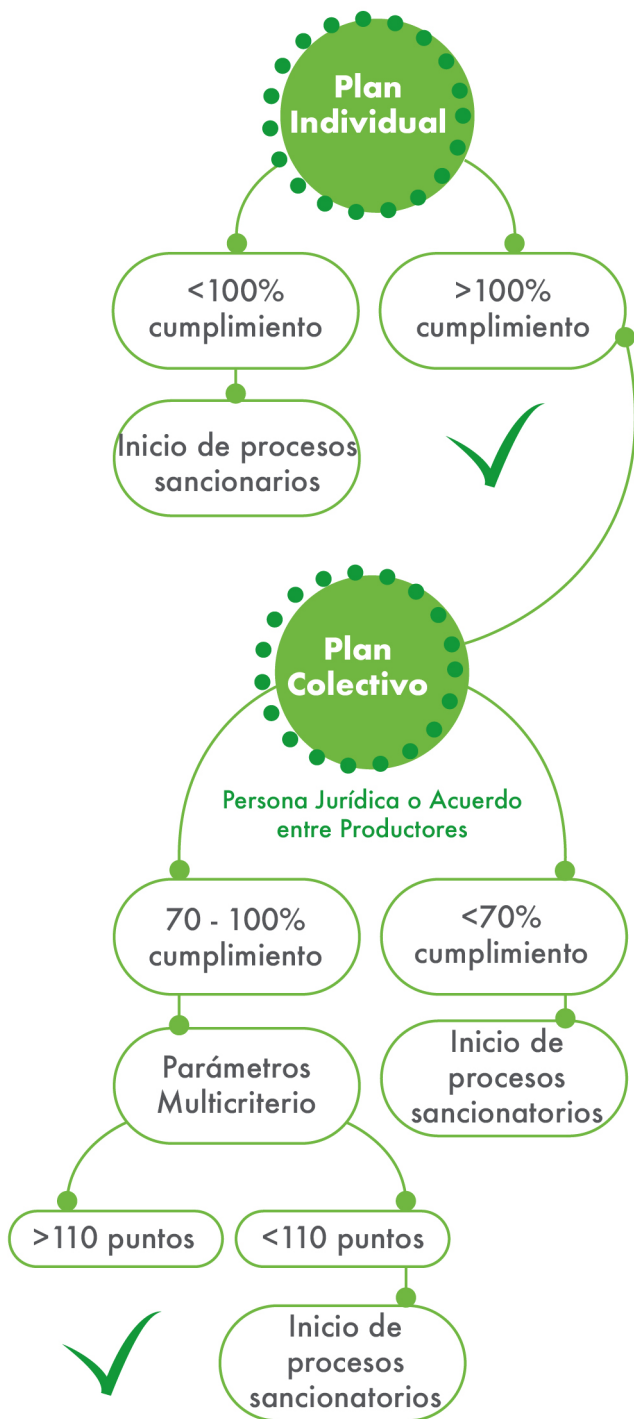 Plan
Individual
<100%
cumplimiento
>100%
cumplimiento
Inicio de procesos
sancionarios
Plan
Colectivo
Persona Jurídica o Acuerdo
entre Productores
70 - 100%
cumplimiento
<70%
cumplimiento
Parámetros
Multicriterio
Inicio de
procesos
sancionatorios
>110 puntos
<110 puntos
Inicio de
procesos
sancionatorios